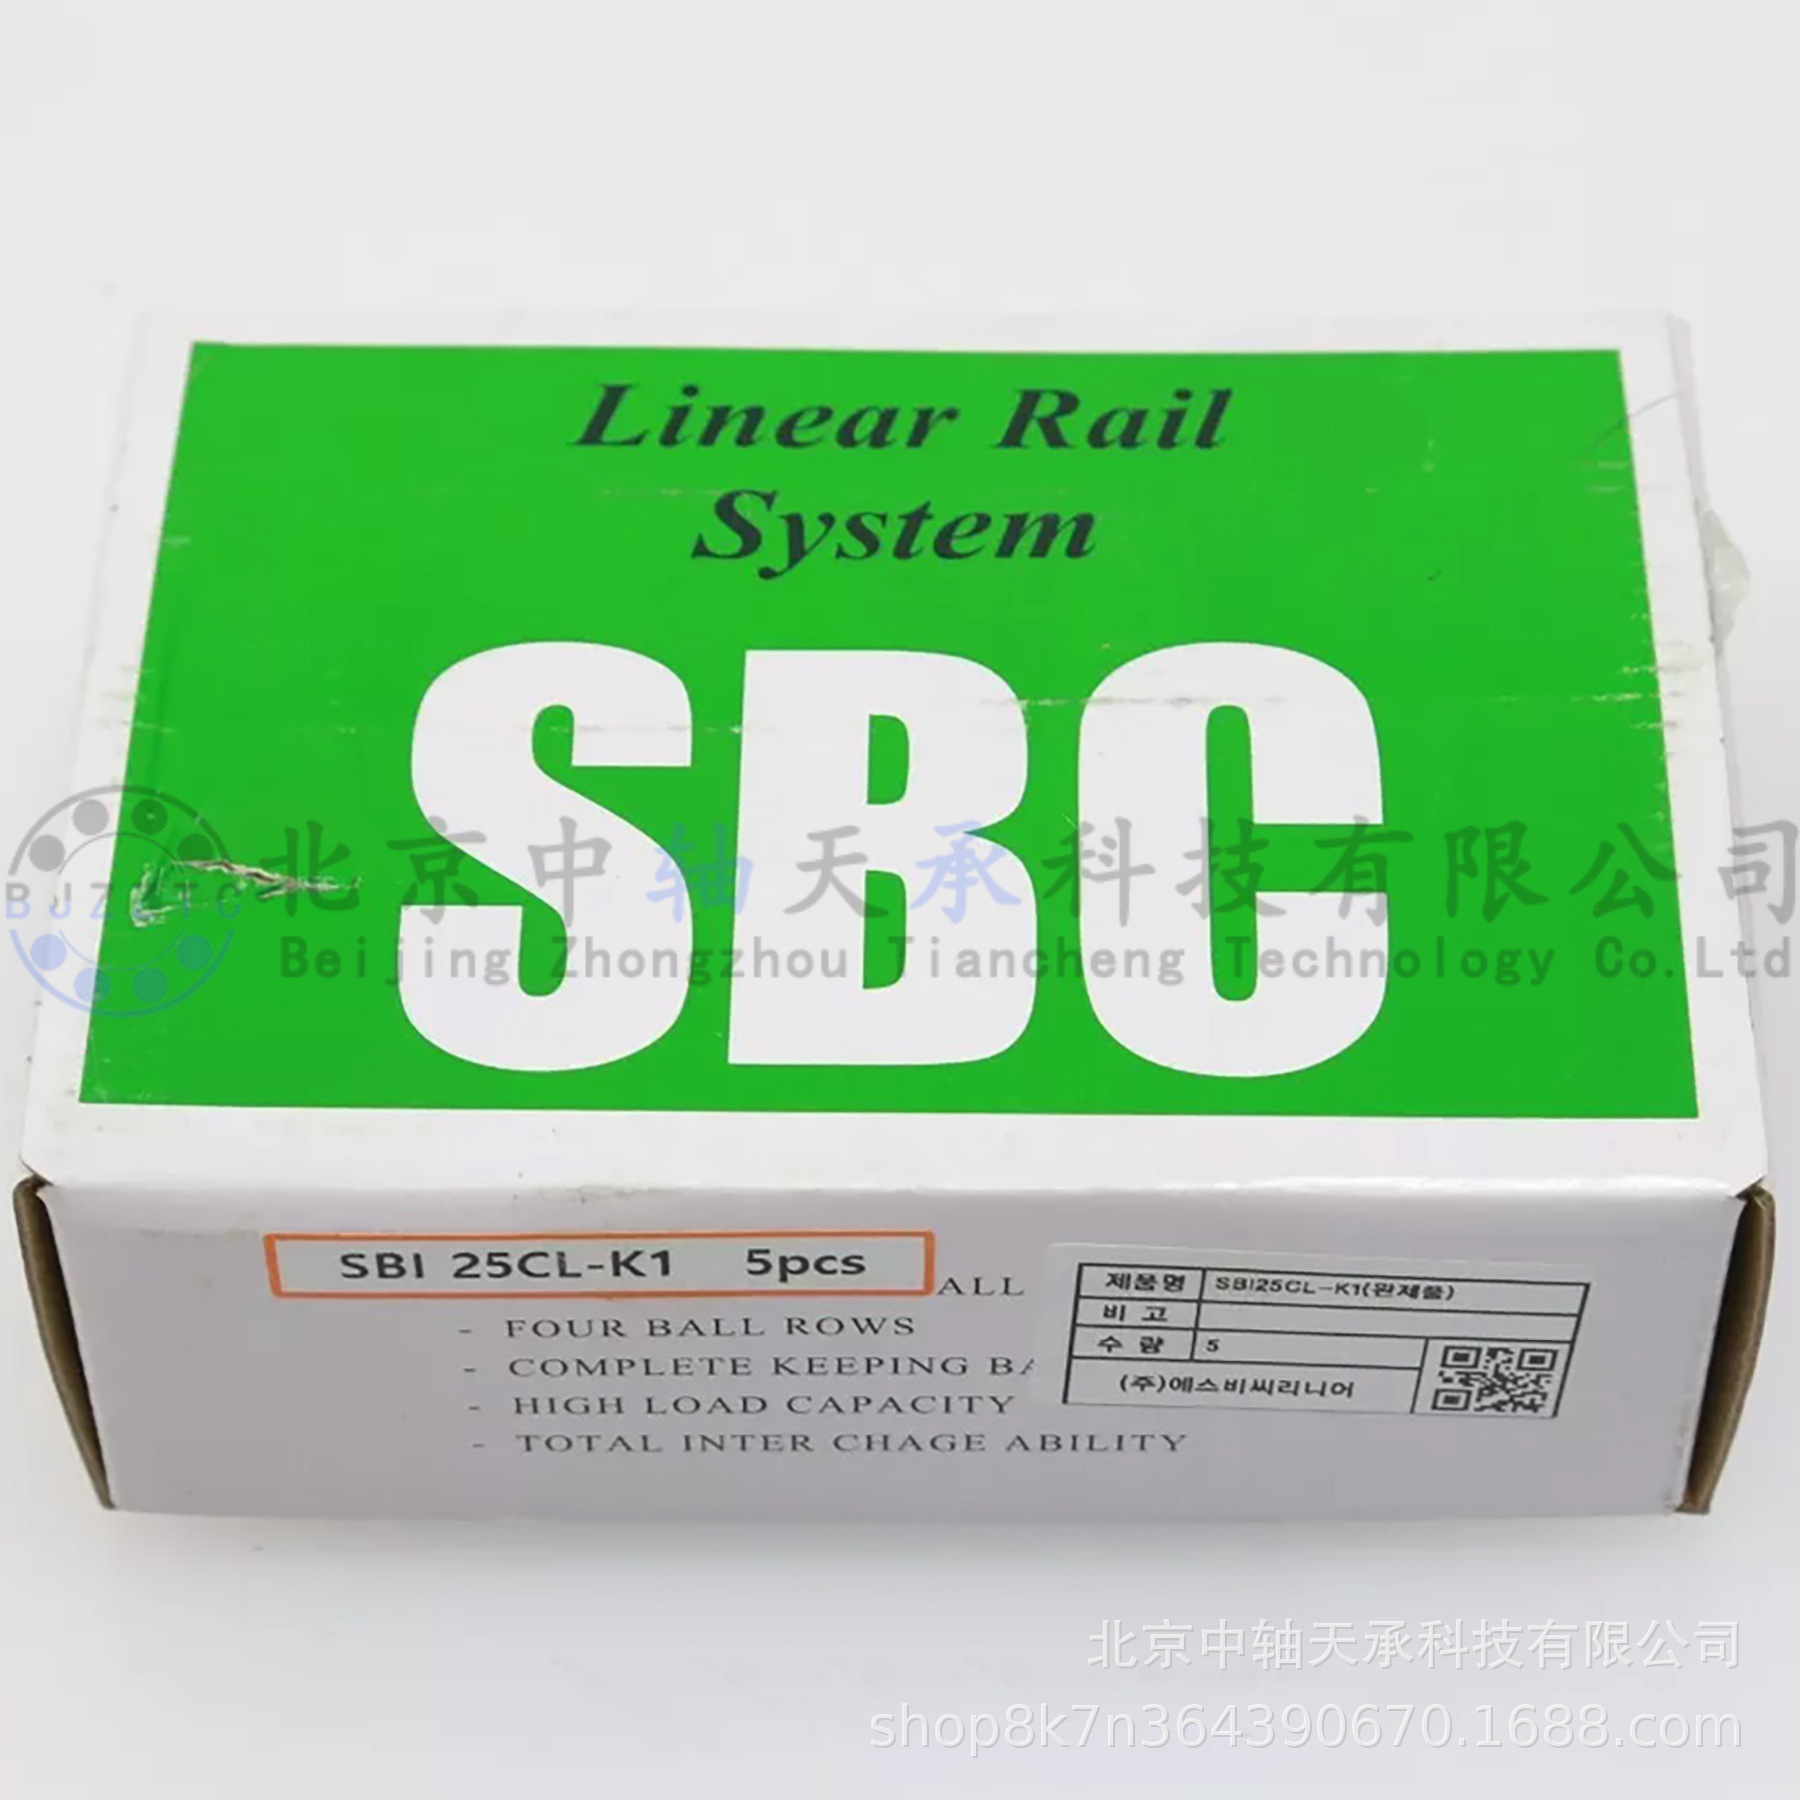 Linear Rail
System
SBC
BJZZTC
北京中轴天承科技有限公司
Beijing Zhongzhou Tiancheng Technology Co.Ltd
SBI 25CL-K1 5pcs
ALL
- FOUR BALL ROWS
- COMPLETE KEEPING BA
- HIGH LOAD CAPACITY
- TOTAL INTER CHAGE ABILITY
제품명 SBI25CL-K1(완제품)
비고
수량 5
(주)에스비씨리니어
北京中轴天承科技有限公司
shop8k7n364390670.1688.com